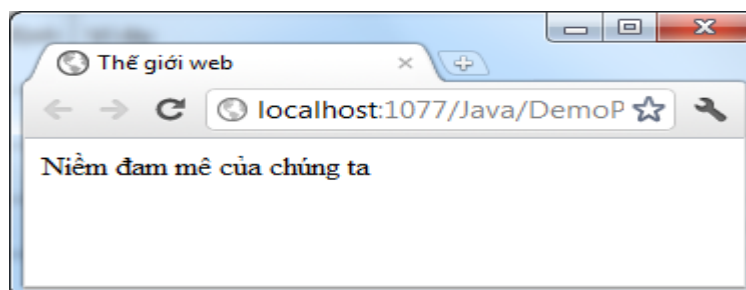 Thế giới web
localhost:1077/Java/DemoP
Niềm đam mê của chúng ta